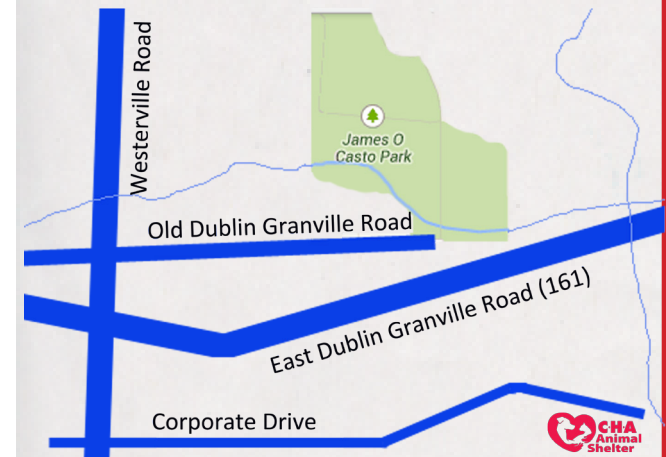 Westerville Road
James O
Casto Park
Old Dublin Granville Road
East Dublin Granville Road (161)
Corporate Drive
CHA
Animal
Shelter